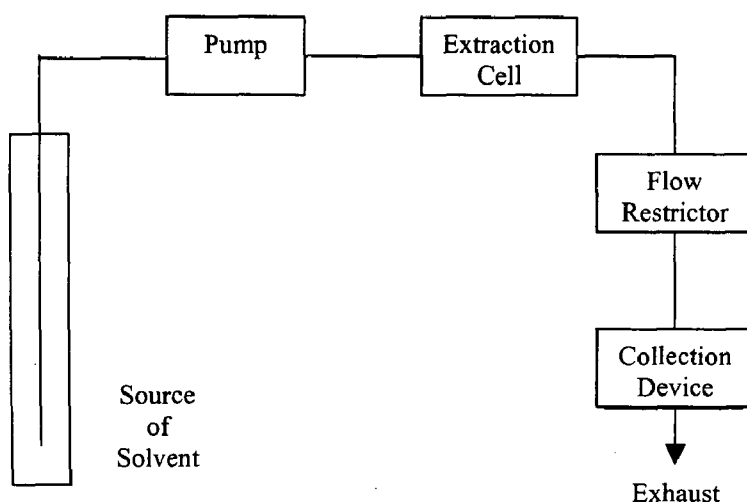 Pump
Extraction
Cell
Flow
Restrictor
Collection
Device
Source
of
Solvent
Exhaust